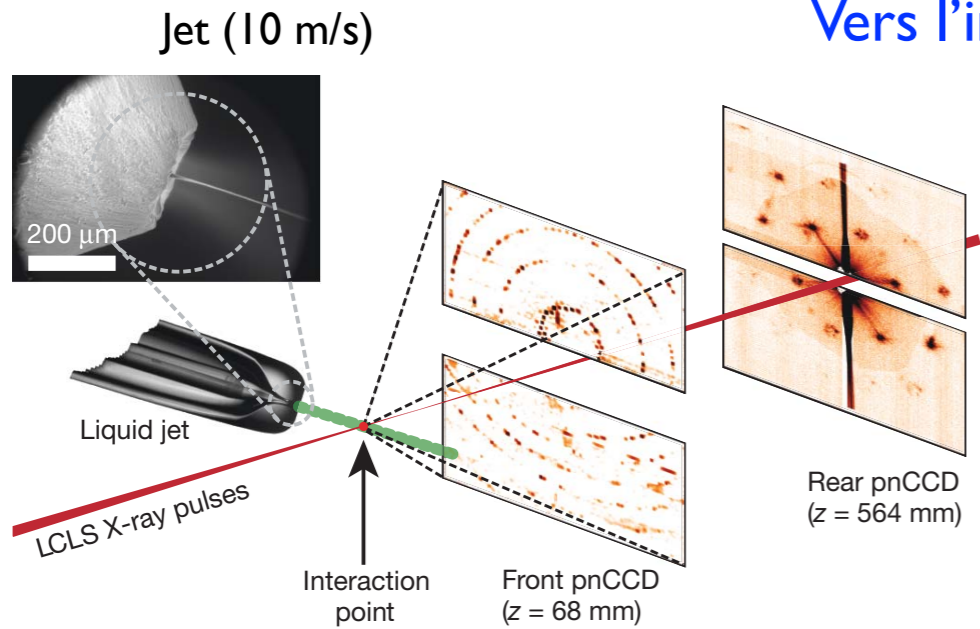 Jet (10 m/s)
Vers l'i
200 μm
Liquid jet
LCLS X-ray pulses
Interaction
point
Front pnCCD
(z = 68 mm)
Rear pnCCD
(z = 564 mm)